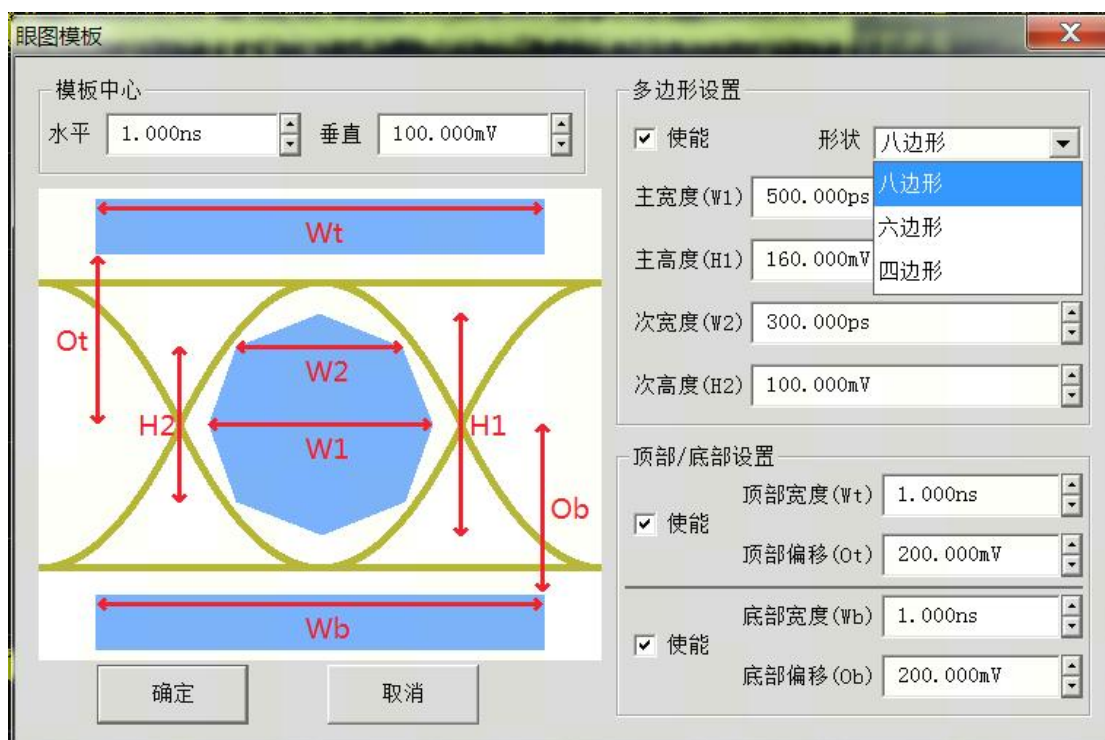 眼图模板
模板中心
水平 1.000ns 垂直 100.000mV
Wt
Ot
W2
H2
H1
W1
Ob
Wb
确定 取消
多边形设置
使能 形状 八边形
八边形
六边形
四边形
主宽度(W1) 500.000ps
主高度(H1) 160.000mV
次宽度(W2) 300.000ps
次高度(H2) 100.000mV
顶部/底部设置
顶部宽度(Wt) 1.000ns
使能
顶部偏移(Ot) 200.000mV
底部宽度(Wb) 1.000ns
使能
底部偏移(Ob) 200.000mV